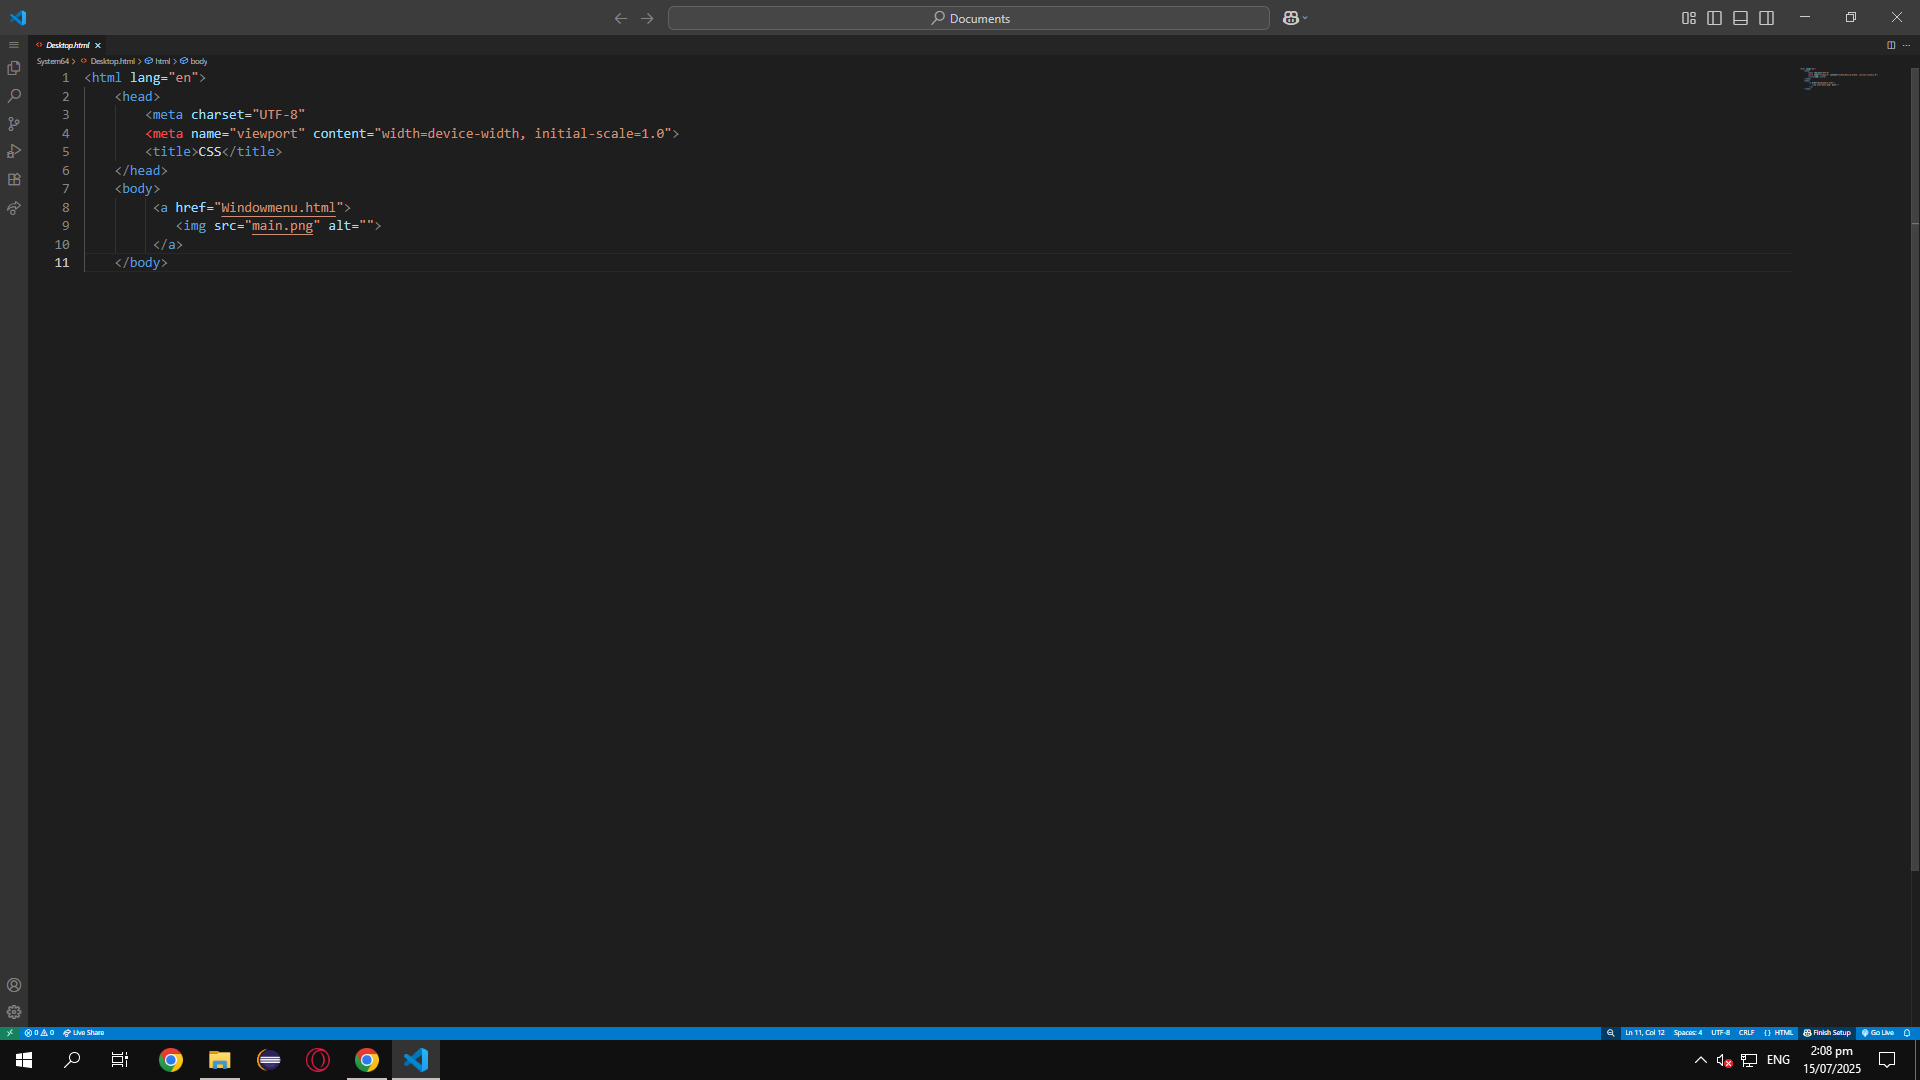 Documents
Desktop.html
System64 > Desktop.html > html > body
1 <html lang="en">
2 <head>
3 <meta charset="UTF-8"
4 <meta name="viewport" content="width=device-width, initial-scale=1.0">
5 <title>CSS</title>
6 </head>
7 <body>
8 <a href="Windowmenu.html">
9 <img src="main.png" alt="">
10 </a>
11 </body>
0 0 Live Share Ln 11, Col 12 Spaces: 4 UTF-8 CRLF {} HTML Finish Setup Go Live
ENG
2:08 pm
15/07/2025